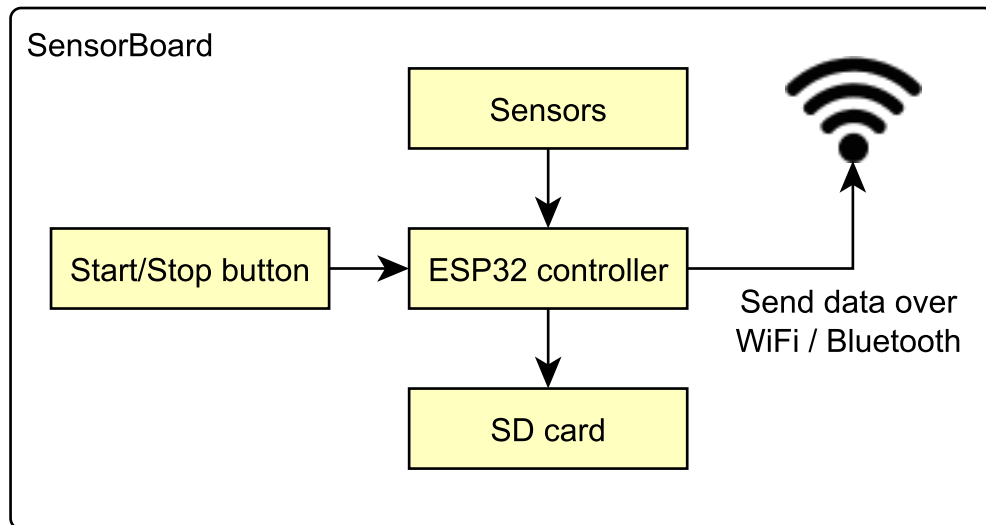 SensorBoard
Sensors
Start/Stop button
ESP32 controller
Send data over
WiFi / Bluetooth
SD card